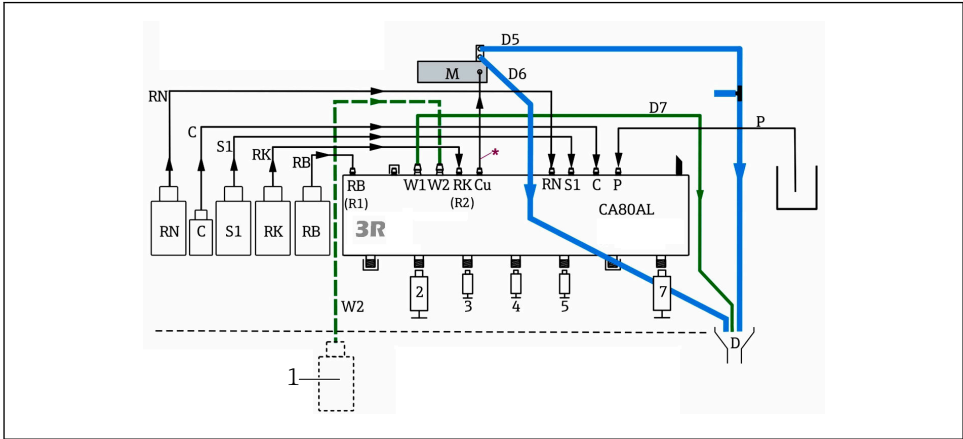 D5
M
D6
RN
D7
C
P
S1
*
RK
RB
RB W1 W2 RK Cu RN S1 C P
(R1) (R2) CA80AL
RN C S1 RK RB 3R
2 3 4 5 7
W2
D
1